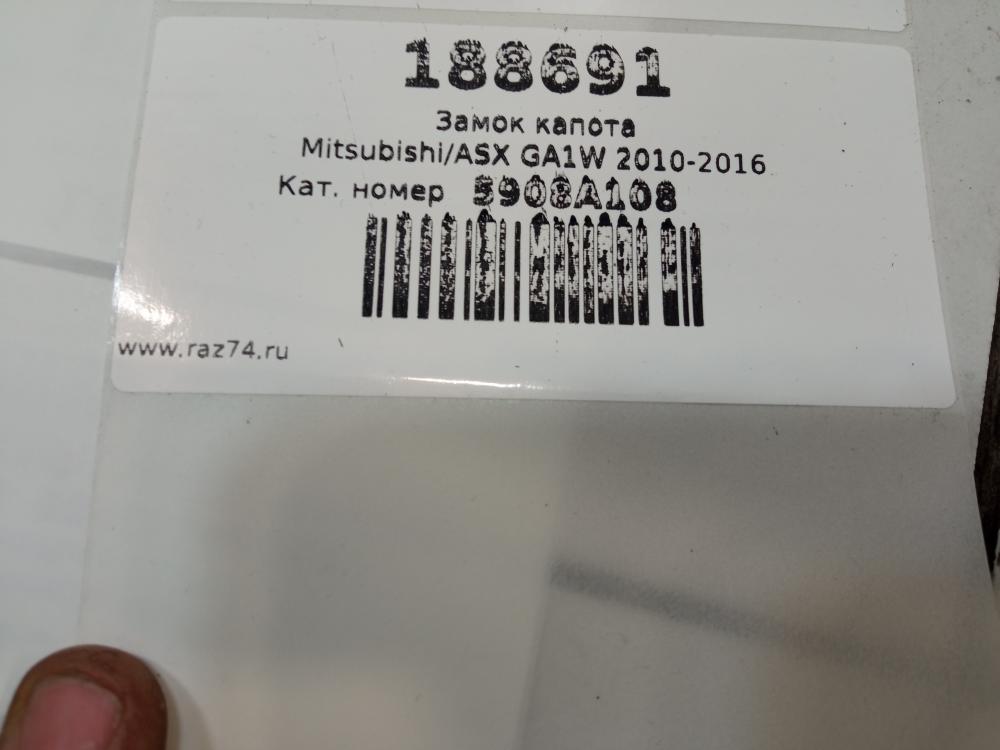 188691
Замок капота
Mitsubishi/ASX GA1W 2010-2016
Кат. номер 5908A108
www.raz74.ru